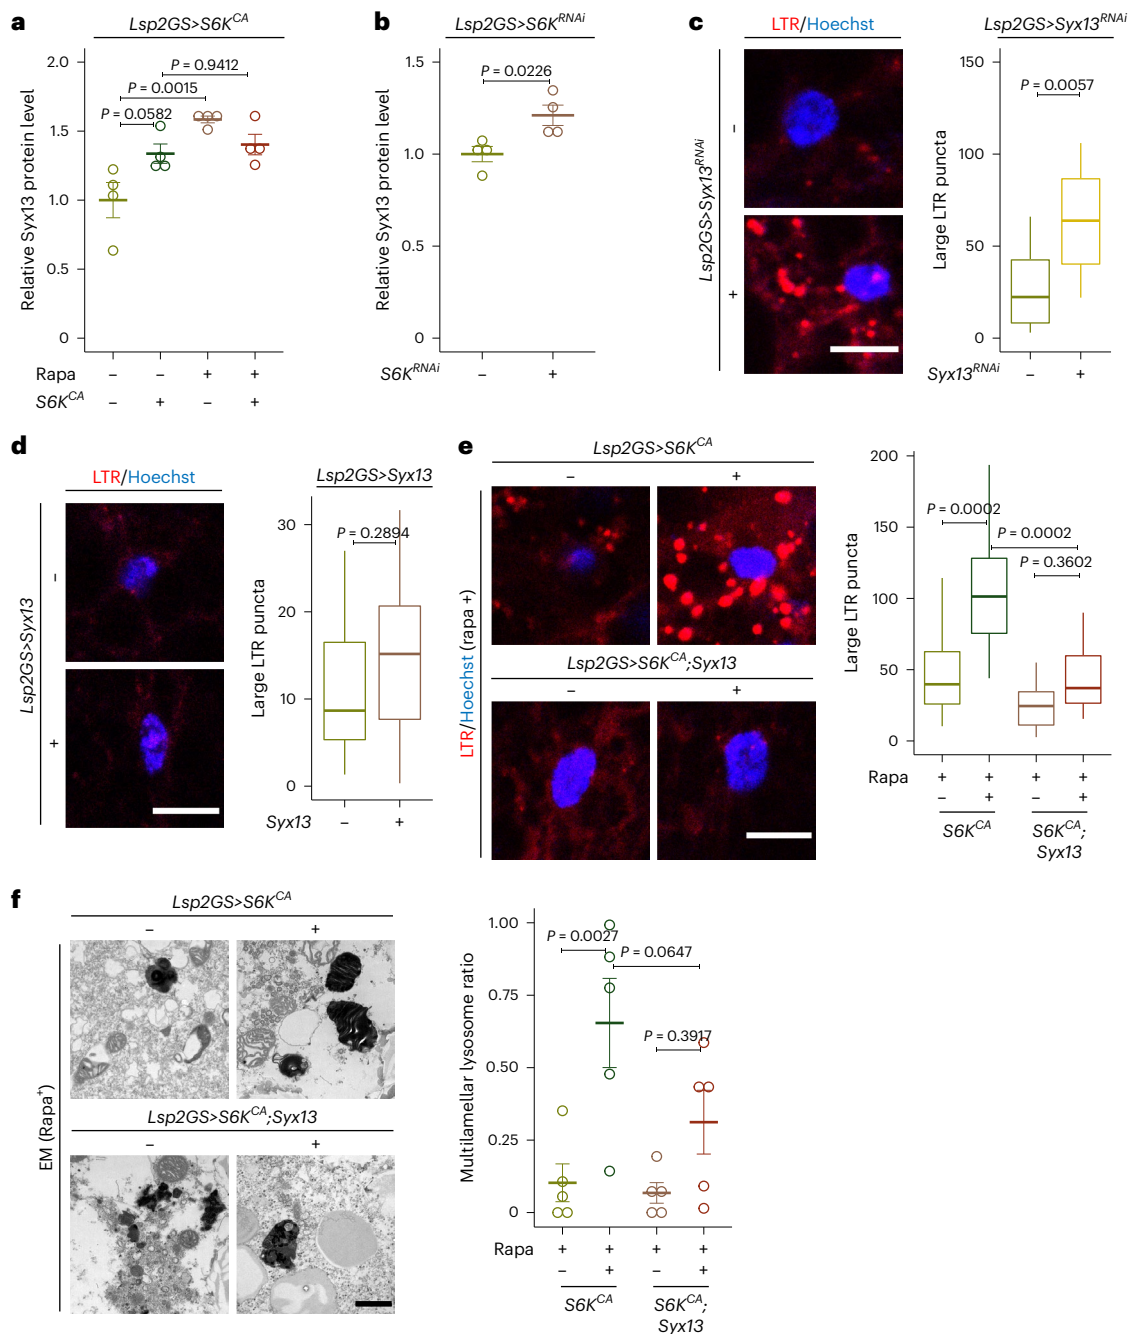 a
Lsp2GS>S6K^CA
Relative Syx13 protein level
2.0
1.5
1.0
0.5
0
P = 0.9412
P = 0.0015
P = 0.0582
Rapa – – + +
S6K^CA – + – +
b
Lsp2GS>S6K^RNAi
Relative Syx13 protein level
1.5
1.0
0.5
0
P = 0.0226
S6K^RNAi – +
c
LTR/Hoechst
Lsp2GS>Syx13^RNAi
–
+
Lsp2GS>Syx13^RNAi
Large LTR puncta
150
100
50
0
P = 0.0057
Syx13^RNAi – +
d
LTR/Hoechst
Lsp2GS>Syx13
–
+
Lsp2GS>Syx13
Large LTR puncta
30
20
10
0
P = 0.2894
Syx13 – +
e
Lsp2GS>S6K^CA
– +
LTR/Hoechst (rapa +)
Lsp2GS>S6K^CA;Syx13
– +
Large LTR puncta
200
150
100
50
0
P = 0.0002
P = 0.0002
P = 0.3602
Rapa + + + +
– + – +
S6K^CA S6K^CA;
Syx13
f
Lsp2GS>S6K^CA
– +
EM (Rapa⁺)
Lsp2GS>S6K^CA;Syx13
– +
Multilamellar lysosome ratio
1.00
0.75
0.50
0.25
0
P = 0.0027
P = 0.0647
P = 0.3917
Rapa + + + +
– + – +
S6K^CA S6K^CA;
Syx13